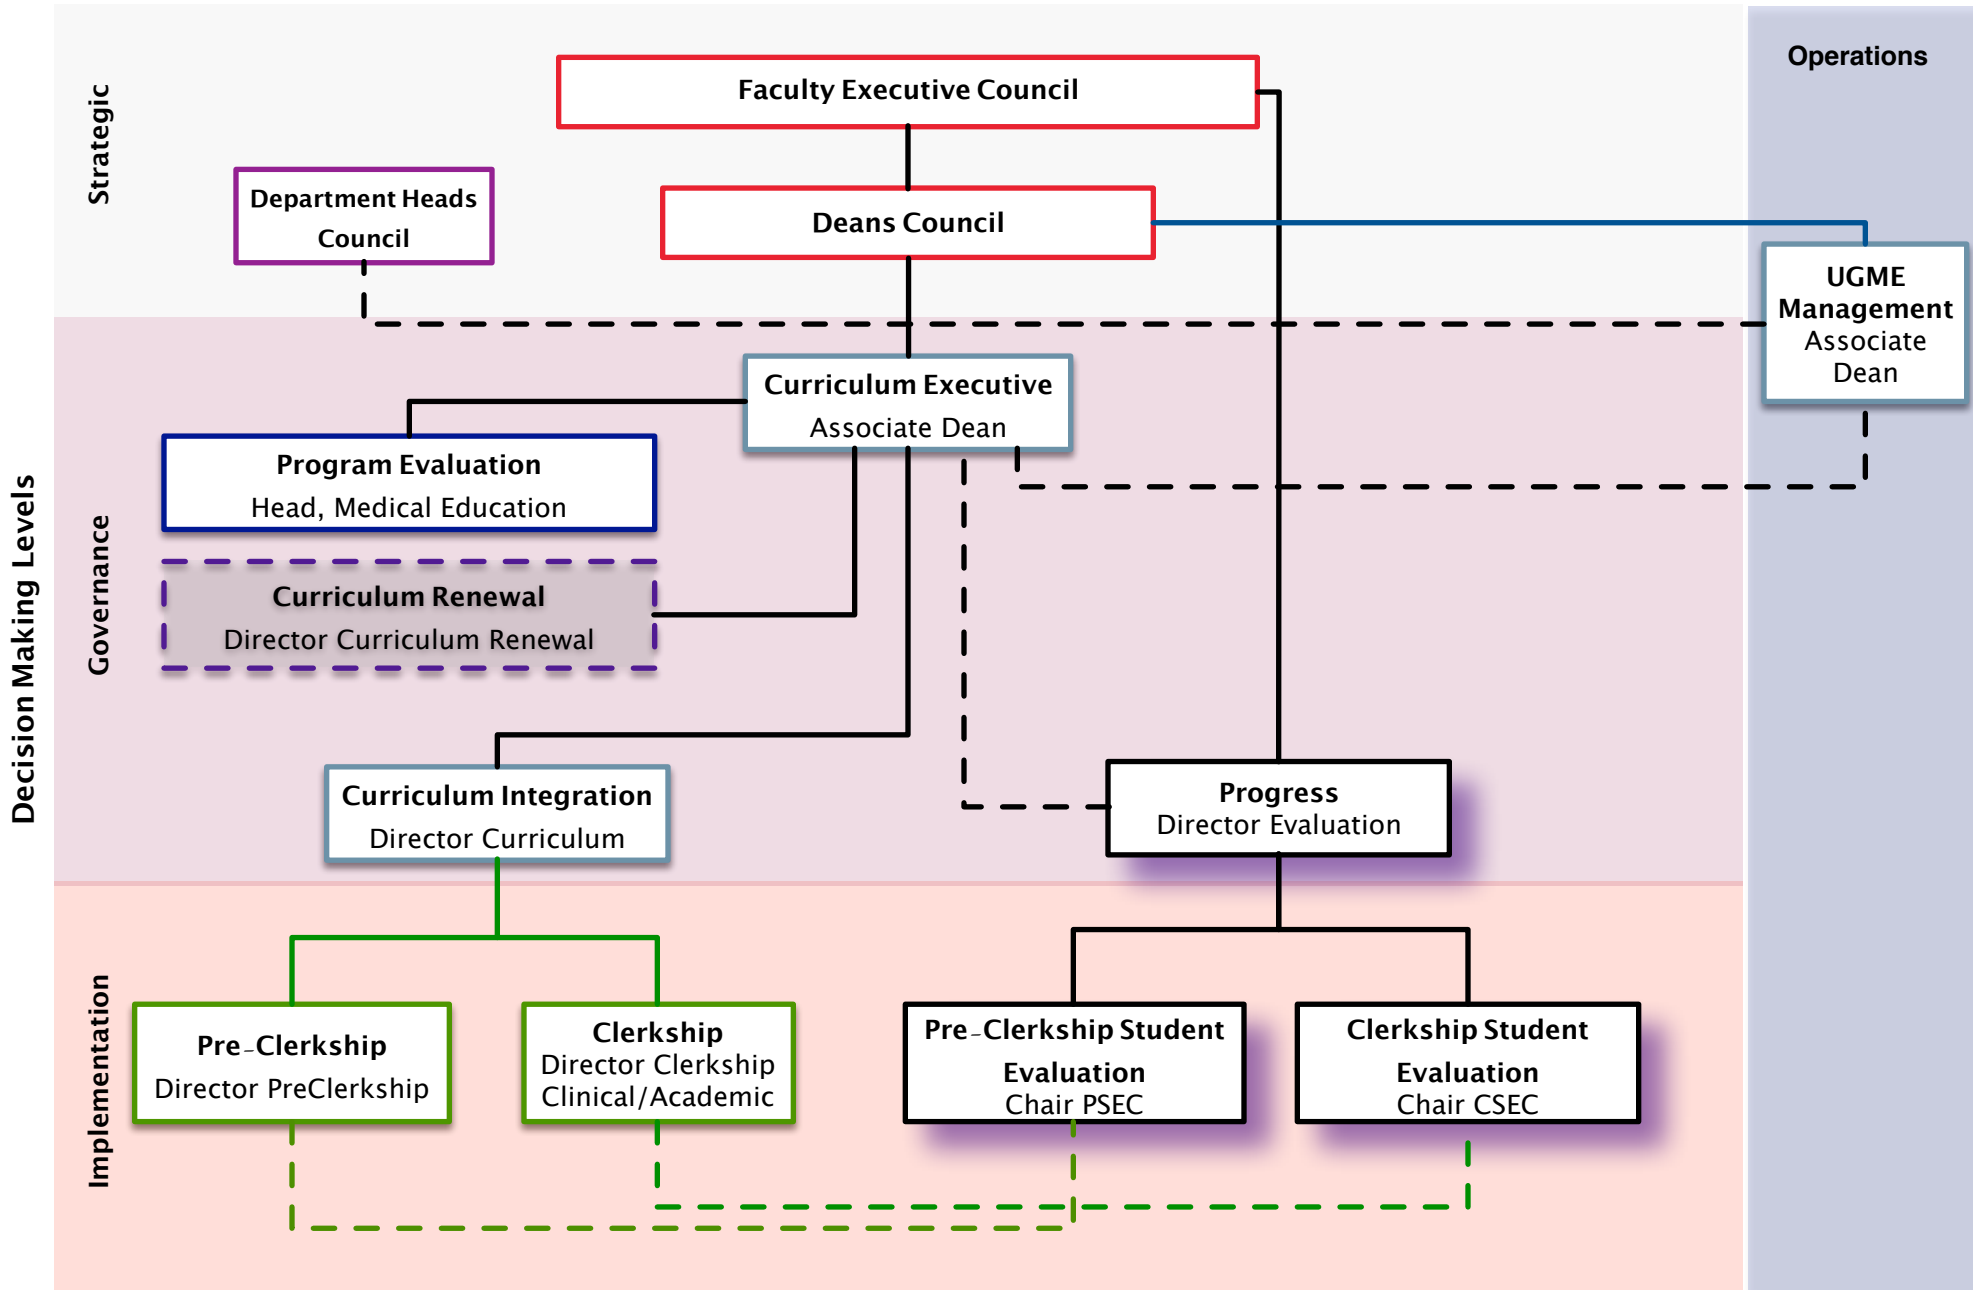 Operations
Faculty Executive Council
Strategic
Department Heads
Council
Deans Council
UGME
Management
Associate
Dean
Curriculum Executive
Associate Dean
Program Evaluation
Head, Medical Education
Decision Making Levels
Governance
Curriculum Renewal
Director Curriculum Renewal
Curriculum Integration
Director Curriculum
Progress
Director Evaluation
Implementation
Pre-Clerkship
Director PreClerkship
Clerkship
Director Clerkship
Clinical/Academic
Pre-Clerkship Student
Evaluation
Chair PSEC
Clerkship Student
Evaluation
Chair CSEC